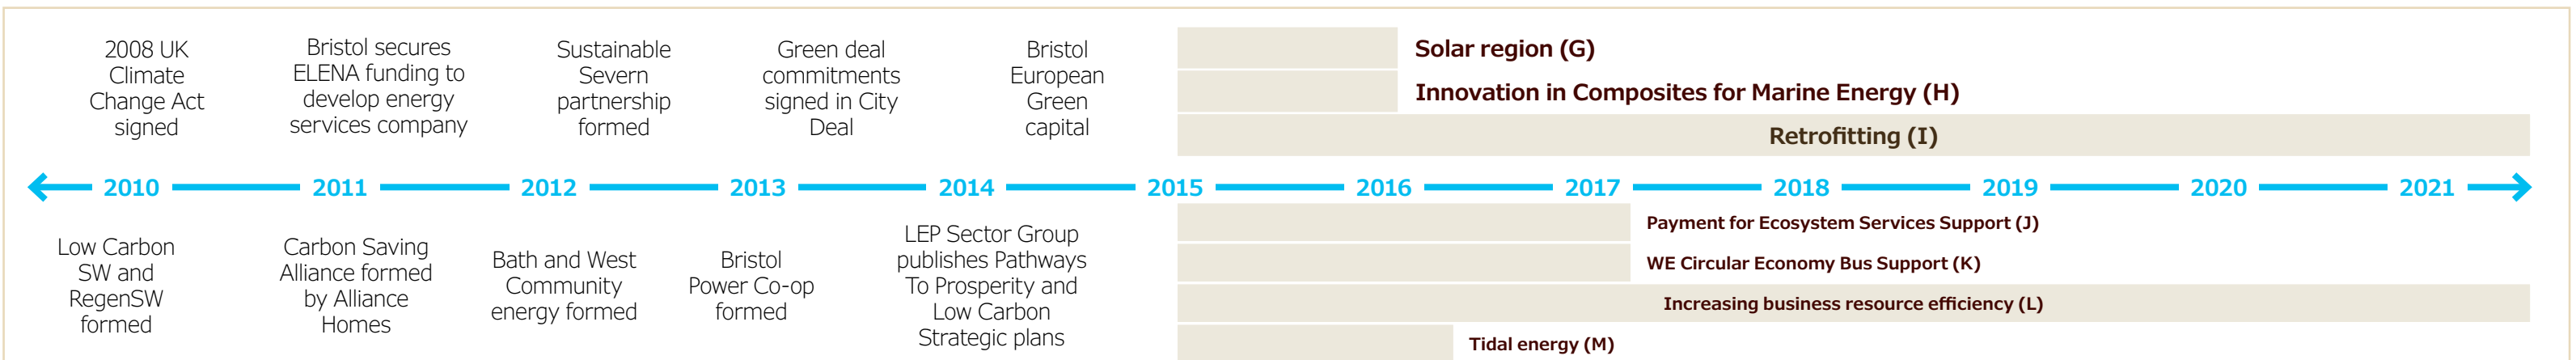 2008 UK
Climate
Change Act
signed
Bristol secures
ELENA funding to
develop energy
services company
Sustainable
Severn
partnership
formed
Green deal
commitments
signed in City
Deal
Bristol
European
Green
capital
Solar region (G)
Innovation in Composites for Marine Energy (H)
Retrofitting (I)
2010 2011 2012 2013 2014 2015 2016 2017 2018 2019 2020 2021
Low Carbon
SW and
RegenSW
formed
Carbon Saving
Alliance formed
by Alliance
Homes
Bath and West
Community
energy formed
Bristol
Power Co-op
formed
LEP Sector Group
publishes Pathways
To Prosperity and
Low Carbon
Strategic plans
Payment for Ecosystem Services Support (J)
WE Circular Economy Bus Support (K)
Increasing business resource efficiency (L)
Tidal energy (M)